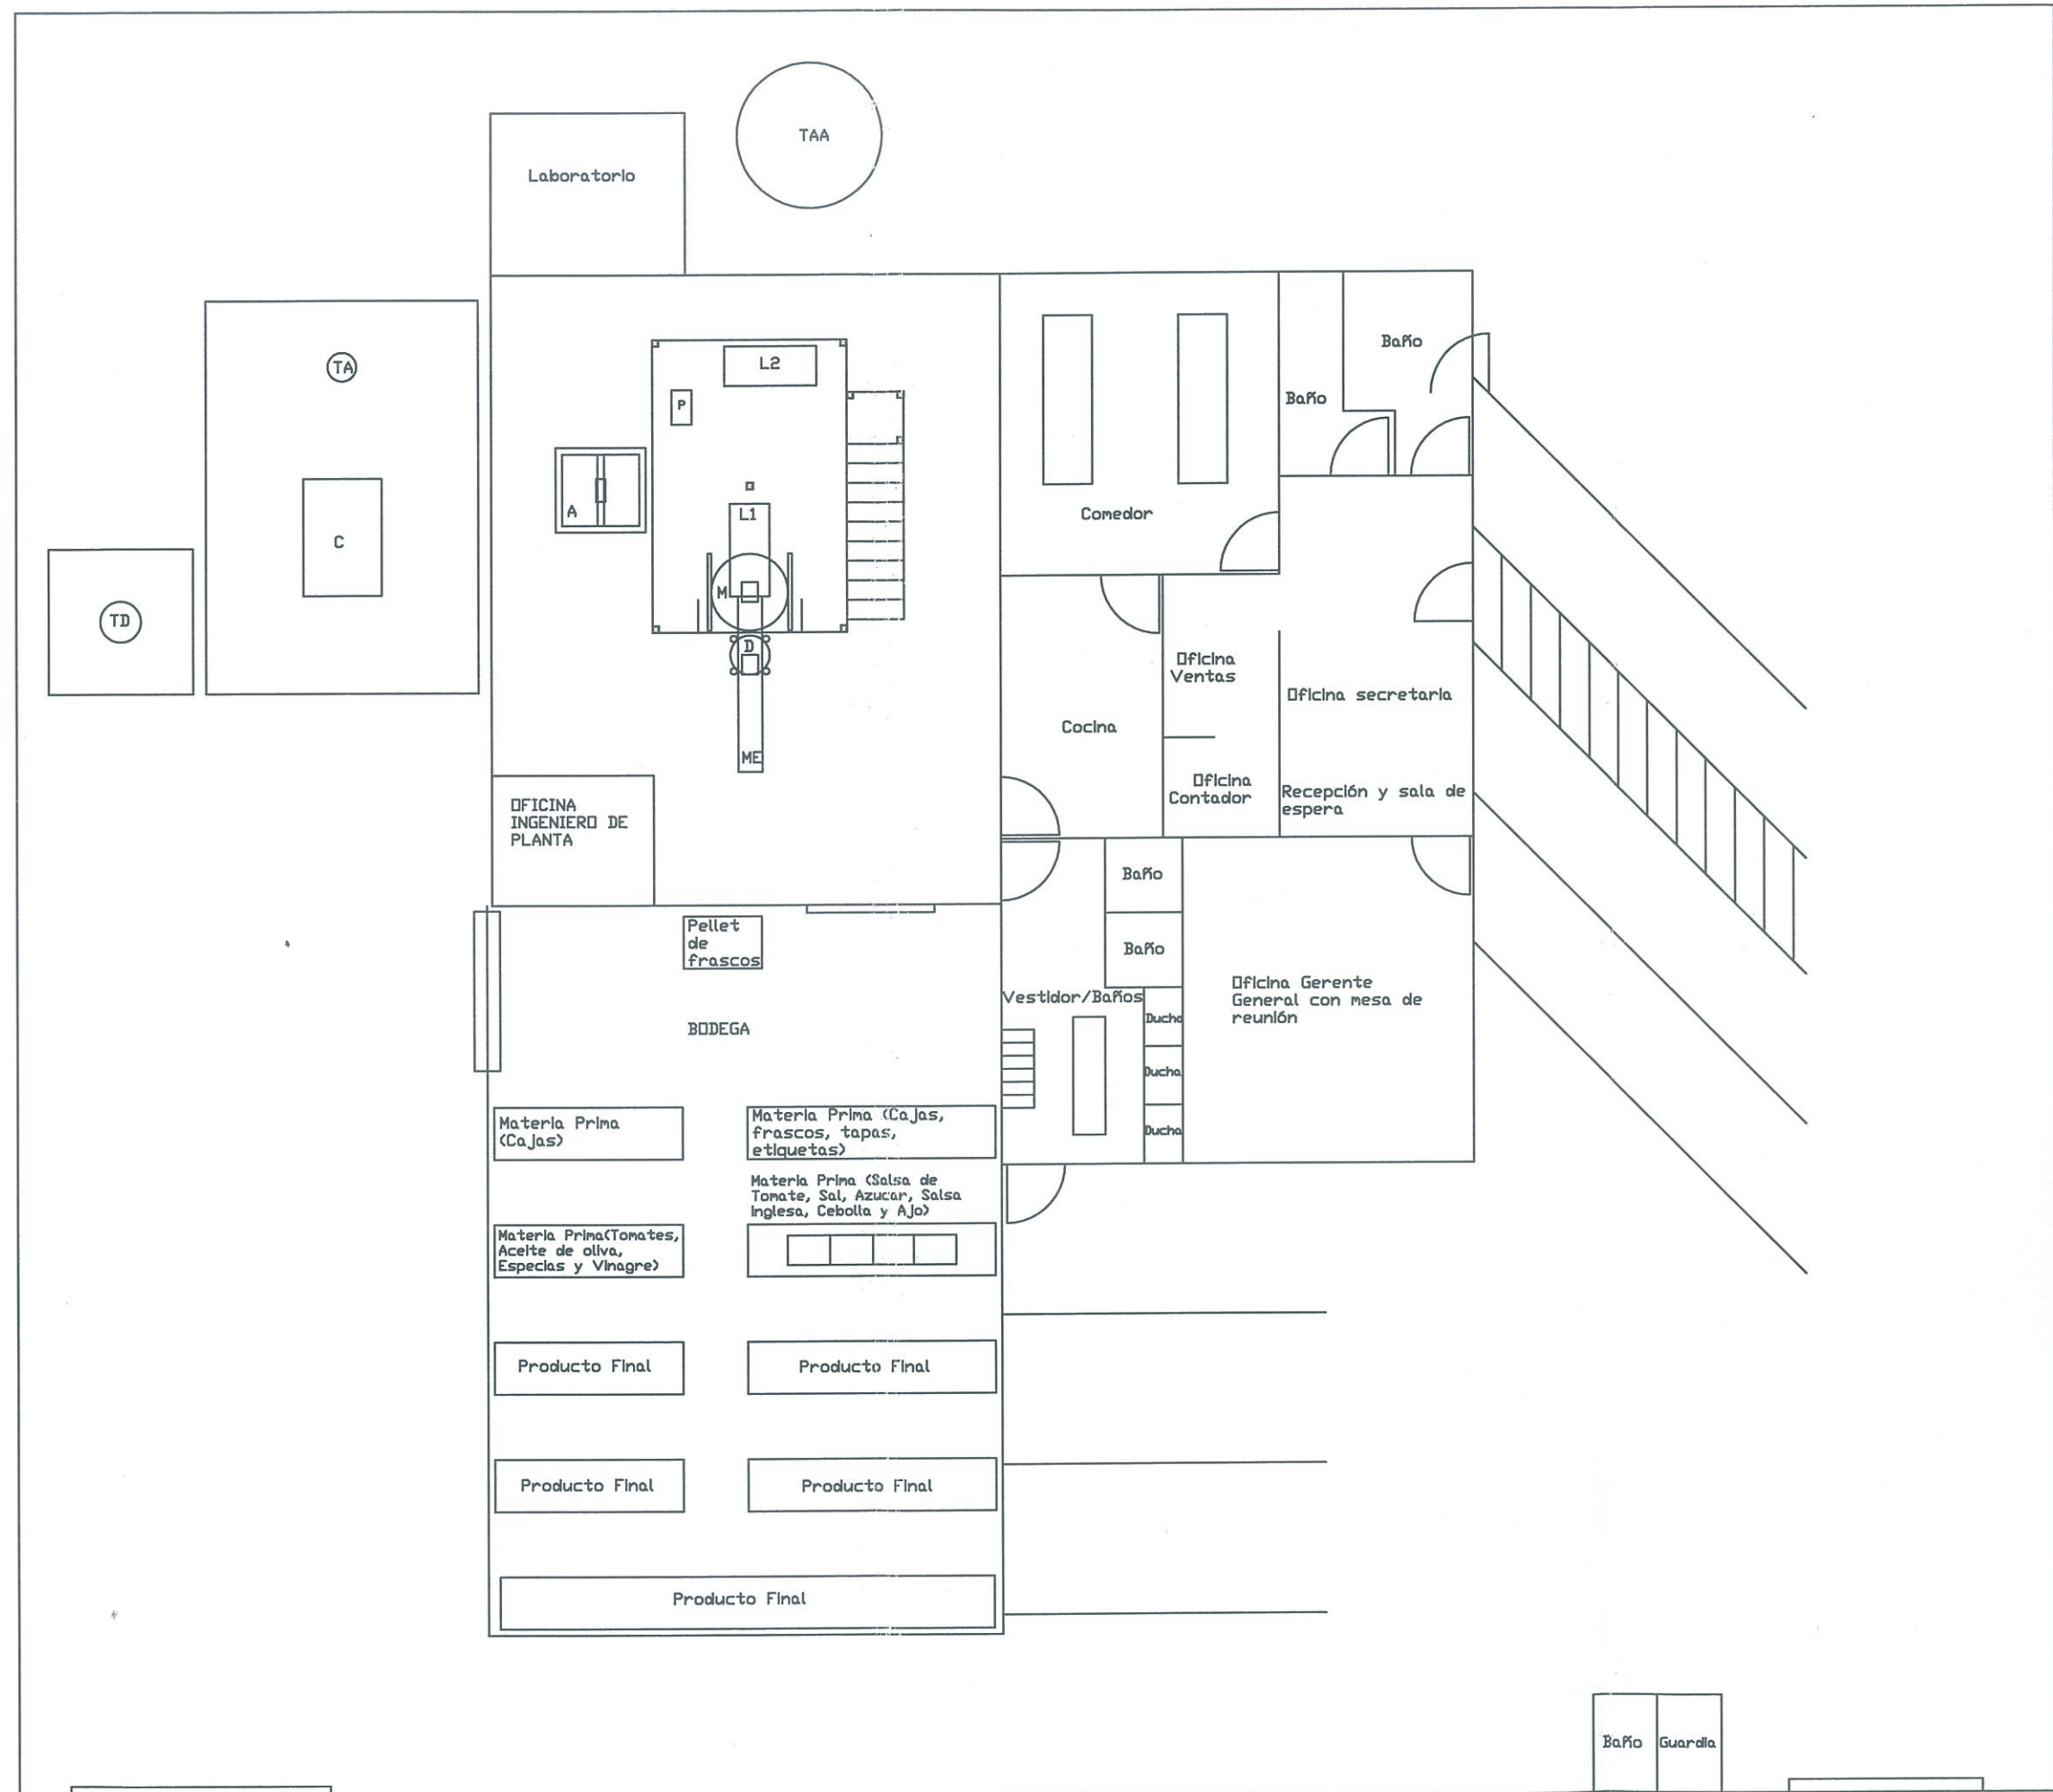 TAA
Laboratorio
TA
L2
P
Baño
Baño
A
L1
Comedor
C
M
TD
D
Oficina
Ventas
Oficina secretaria
Cocina
ME
Oficina
Contador
Recepción y sala de
espera
OFICINA
INGENIERO DE
PLANTA
Baño
Pellet
de
frascos
Baño
Oficina Gerente
General con mesa de
reunión
Vestidor/Baños
Ducha
BODEGA
Ducha
Materia Prima
(Cajas)
Materia Prima (Cajas,
frascos, tapas,
etiquetas)
Ducha
Materia Prima (Salsa de
Tomate, Sal, Azucar, Salsa
Inglesa, Cebolla y Ajo)
Materia Prima(Tomates,
Aceite de oliva,
Especias y Vinagre)
Producto Final
Producto Final
Producto Final
Producto Final
Producto Final
Baño
Guardia